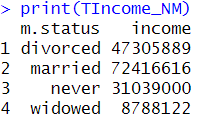 > print(TIncome_NM)
m.status income
1 divorced 47305889
2 married 72416616
3 never 31039000
4 widowed 8788122